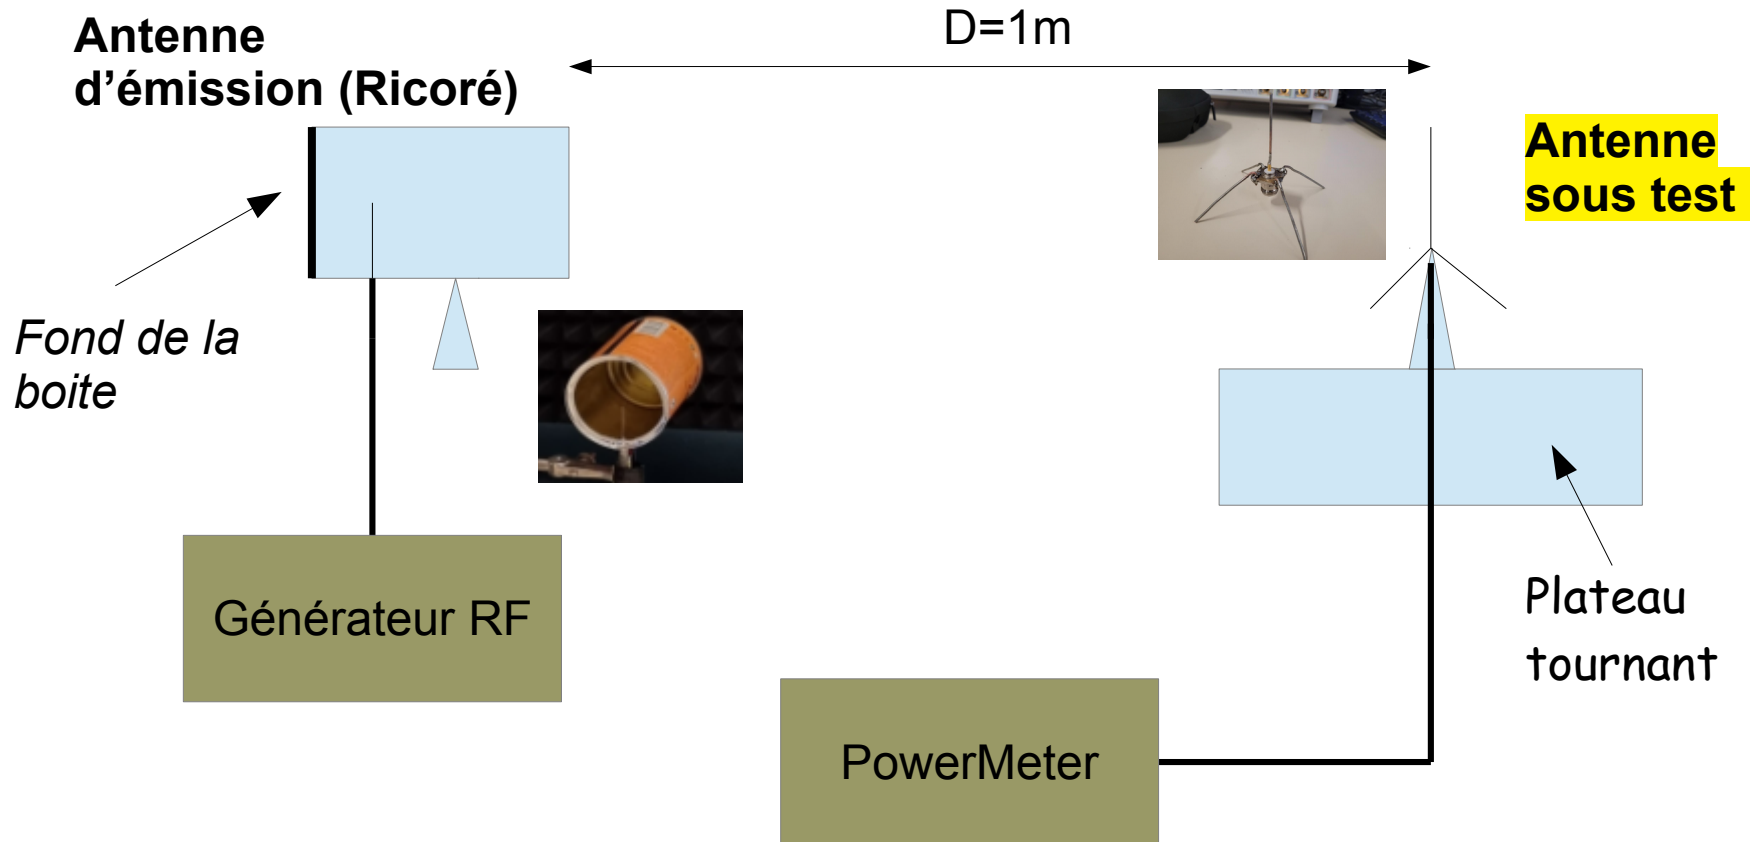 Antenne
d’émission (Ricoré)
D=1m
Antenne
sous test
Fond de la
boite
Générateur RF
Plateau
tournant
PowerMeter